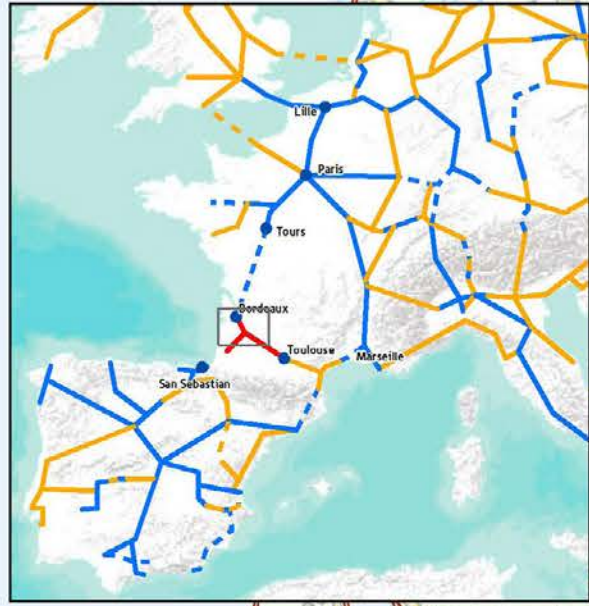 Lille
Paris
Tours
Bordeaux
Toulouse
Marseille
San Sebastian